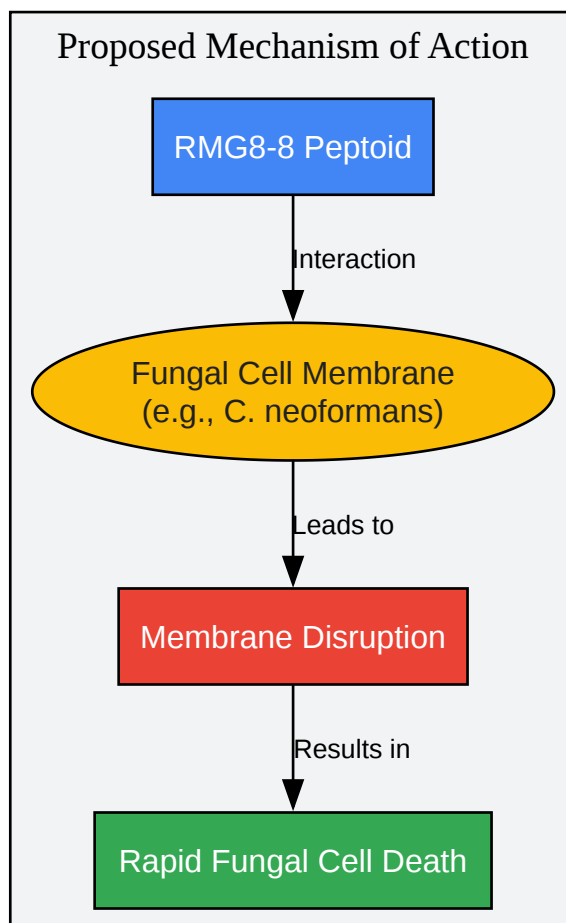 Proposed Mechanism of Action
RMG8-8 Peptoid
Interaction
Fungal Cell Membrane
(e.g., C. neoformans)
Leads to
Membrane Disruption
Results in
Rapid Fungal Cell Death